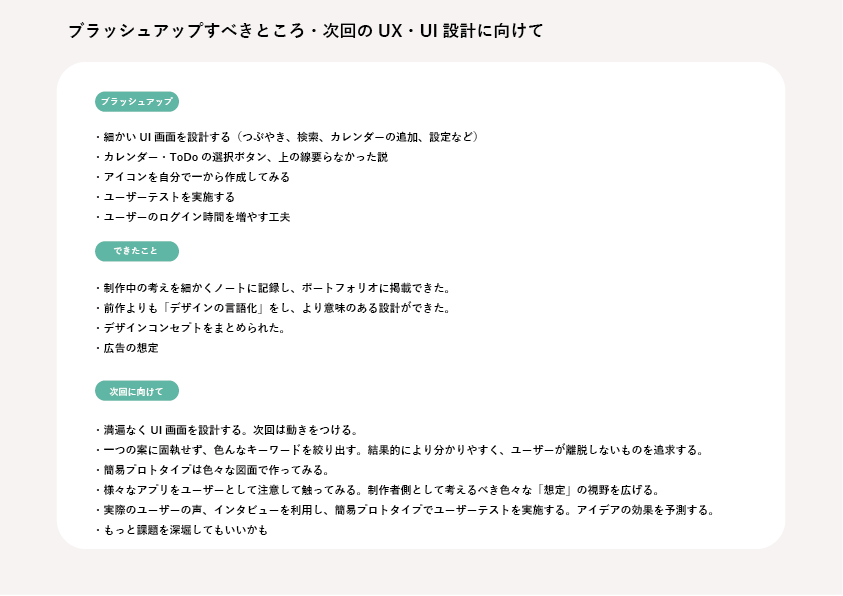 ブラッシュアップすべきところ・次回の UX・UI 設計に向けて
ブラッシュアップ
・細かい UI 画面を設計する（つぶやき、検索、カレンダーの追加、設定など）
・カレンダー・ToDo の選択ボタン、上の線要らなかった説
・アイコンを自分で一から作成してみる
・ユーザーテストを実施する
・ユーザーのログイン時間を増やす工夫
できたこと
・制作中の考えを細かくノートに記録し、ポートフォリオに掲載できた。
・前作よりも「デザインの言語化」をし、より意味のある設計ができた。
・デザインコンセプトをまとめられた。
・広告の想定
次回に向けて
・満遍なく UI 画面を設計する。次回は動きをつける。
・一つの案に固執せず、色んなキーワードを絞り出す。結果的により分かりやすく、ユーザーが離脱しないものを追求する。
・簡易プロトタイプは色々な図面で作ってみる。
・様々なアプリをユーザーとして注意して触ってみる。制作者側として考えるべき色々な「想定」の視野を広げる。
・実際のユーザーの声、インタビューを利用し、簡易プロトタイプでユーザーテストを実施する。アイデアの効果を予測する。
・もっと課題を深堀してもいいかも